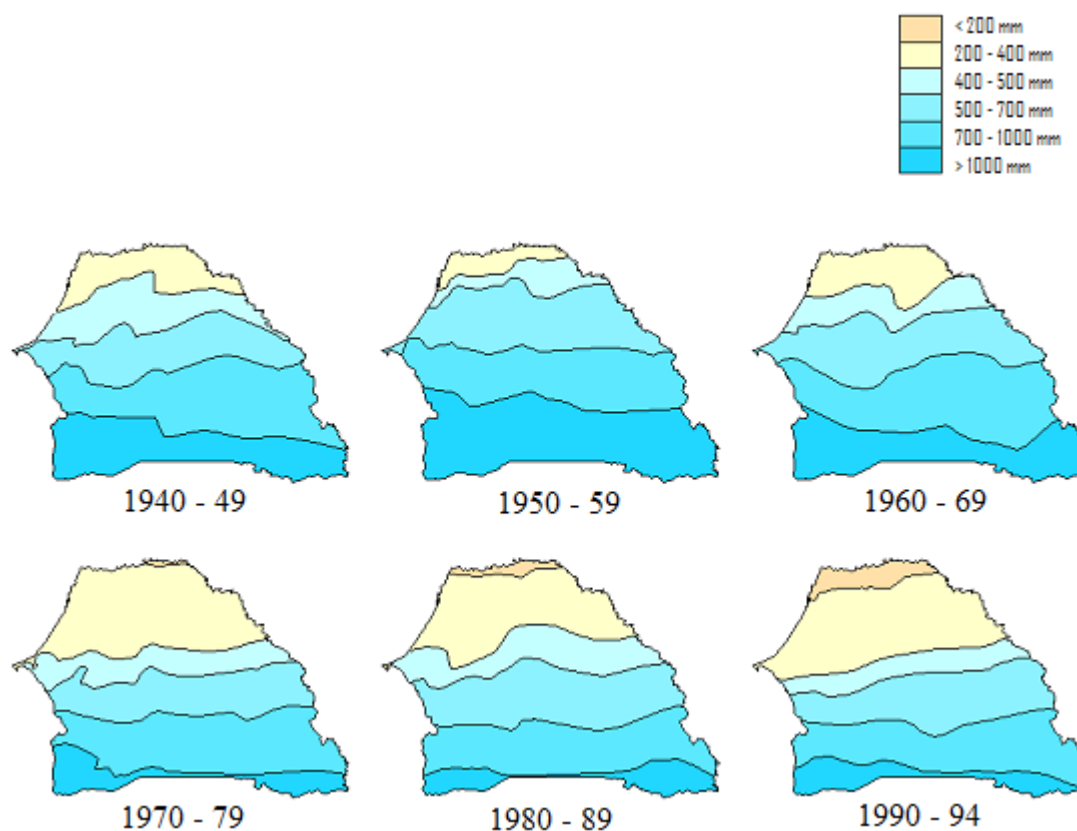 < 200 mm
200 - 400 mm
400 - 500 mm
500 - 700 mm
700 - 1000 mm
> 1000 mm
1940 - 49
1950 - 59
1960 - 69
1970 - 79
1980 - 89
1990 - 94